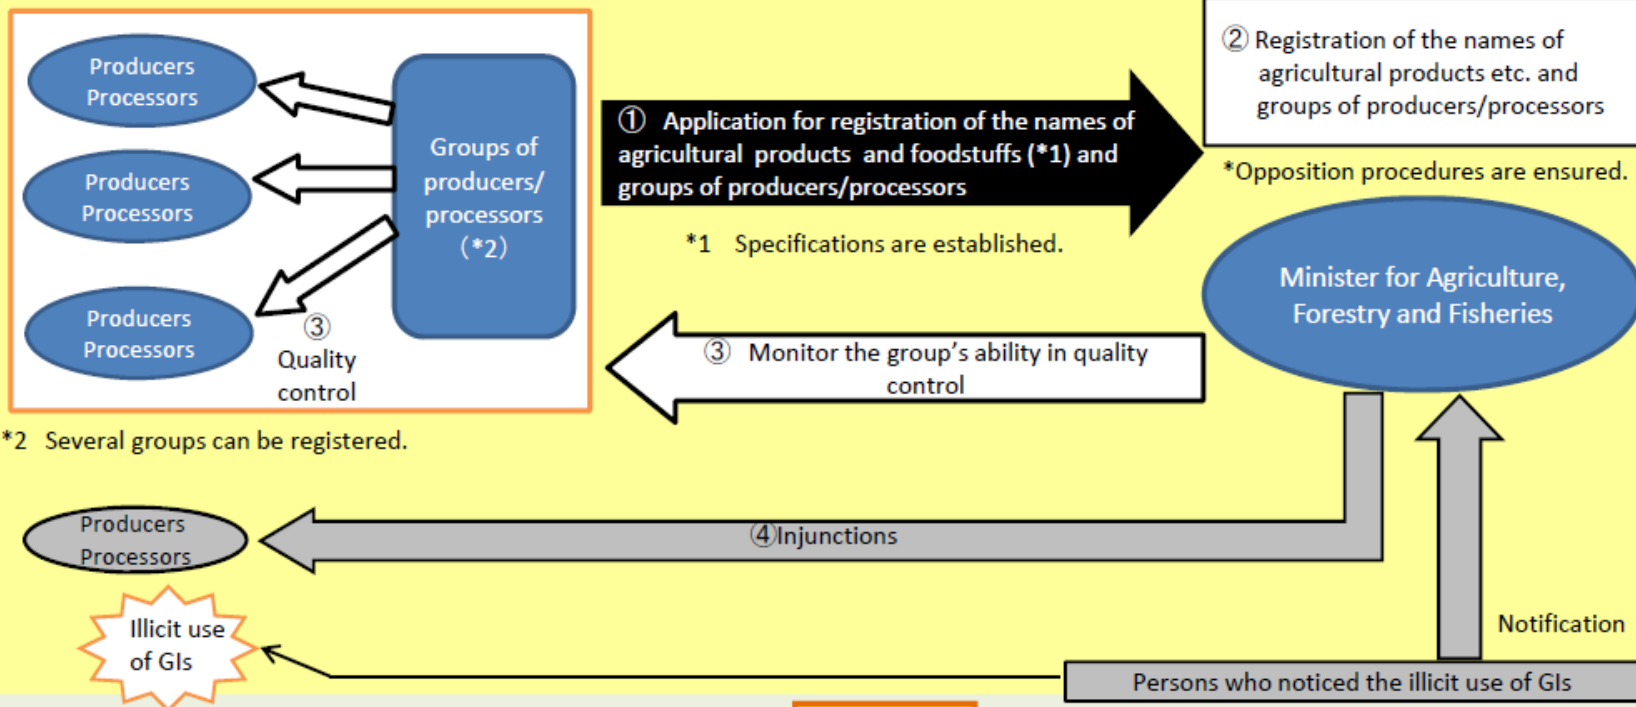 Producers
Processors
Producers
Processors
Producers
Processors
Groups of
producers/
processors
(*2)
③
Quality
control
① Application for registration of the names of
agricultural products and foodstuffs (*1) and
groups of producers/processors
*1 Specifications are established.
② Registration of the names of
agricultural products etc. and
groups of producers/processors
*Opposition procedures are ensured.
Minister for Agriculture,
Forestry and Fisheries
③ Monitor the group's ability in quality
control
*2 Several groups can be registered.
Producers
Processors
④Injunctions
Illicit use
of GIs
Notification
Persons who noticed the illicit use of GIs